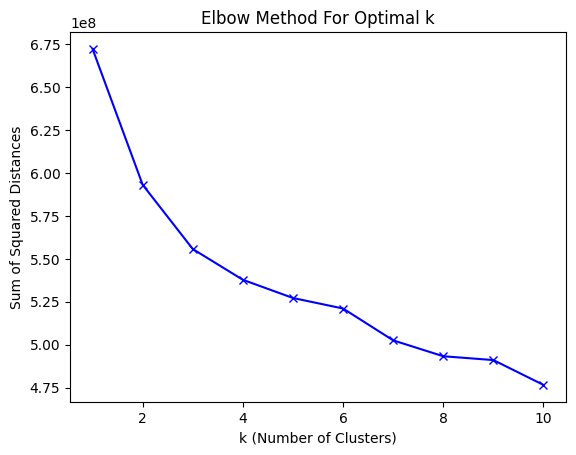 Elbow Method For Optimal k
1e8
6.75
6.50
6.25
6.00
5.75
5.50
5.25
5.00
4.75
Sum of Squared Distances
2 4 6 8 10
k (Number of Clusters)